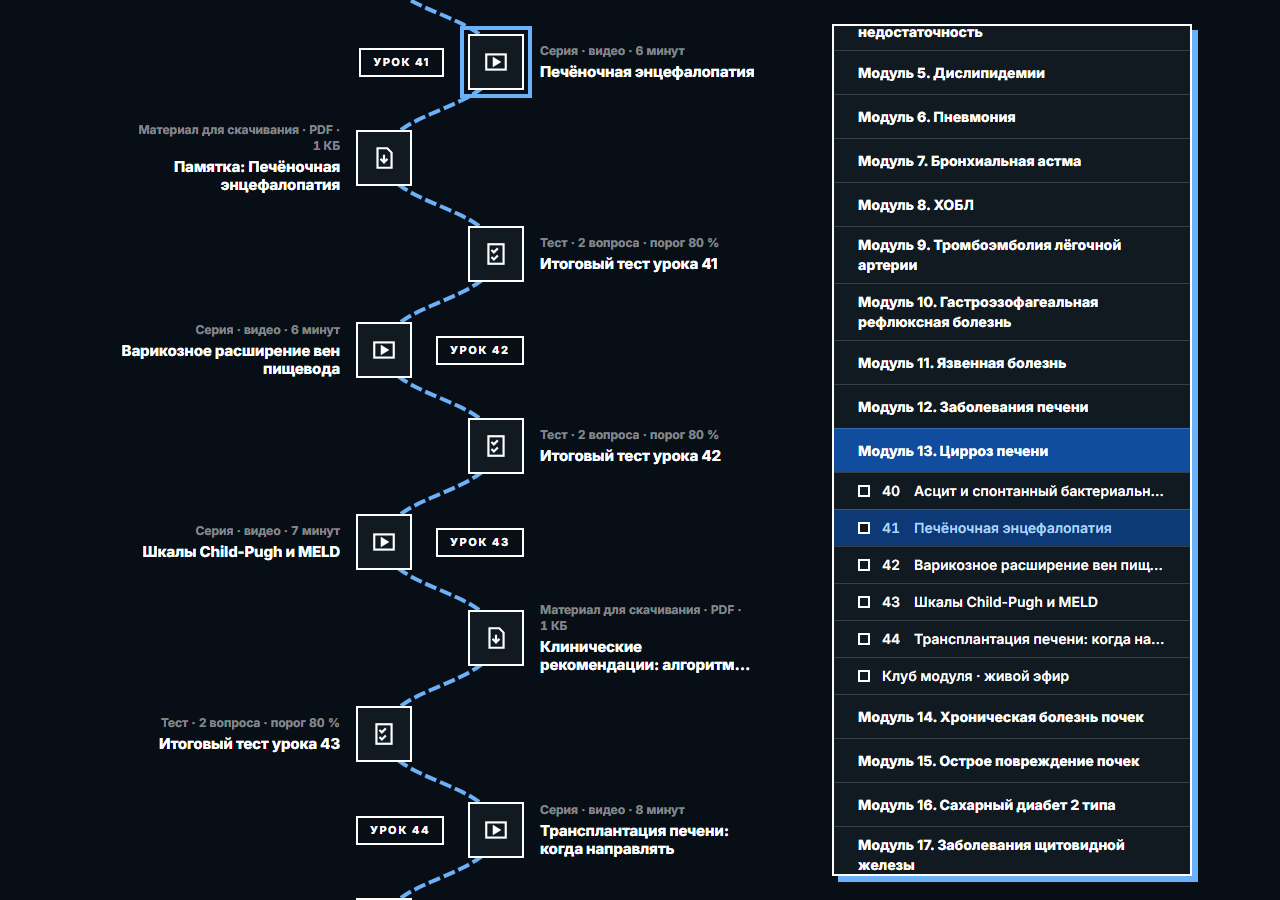 УРОК 41
Серия · видео · 6 минут
Печёночная энцефалопатия
Материал для скачивания · PDF ·
1 КБ
Памятка: Печёночная
энцефалопатия
Тест · 2 вопроса · порог 80 %
Итоговый тест урока 41
Серия · видео · 6 минут
Варикозное расширение вен
пищевода
УРОК 42
Тест · 2 вопроса · порог 80 %
Итоговый тест урока 42
Серия · видео · 7 минут
Шкалы Child-Pugh и MELD
УРОК 43
Материал для скачивания · PDF ·
1 КБ
Клинические
рекомендации: алгоритм...
Тест · 2 вопроса · порог 80 %
Итоговый тест урока 43
УРОК 44
Серия · видео · 8 минут
Трансплантация печени:
когда направлять
недостаточность
Модуль 5. Дислипидемии
Модуль 6. Пневмония
Модуль 7. Бронхиальная астма
Модуль 8. ХОБЛ
Модуль 9. Тромбоэмболия лёгочной
артерии
Модуль 10. Гастроэзофагеальная
рефлюксная болезнь
Модуль 11. Язвенная болезнь
Модуль 12. Заболевания печени
Модуль 13. Цирроз печени
40 Асцит и спонтанный бактериальн...
41 Печёночная энцефалопатия
42 Варикозное расширение вен пищ...
43 Шкалы Child-Pugh и MELD
44 Трансплантация печени: когда на...
Клуб модуля · живой эфир
Модуль 14. Хроническая болезнь почек
Модуль 15. Острое повреждение почек
Модуль 16. Сахарный диабет 2 типа
Модуль 17. Заболевания щитовидной
железы